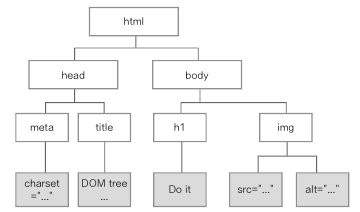 html
head
body
meta
title
h1
img
charset
="..."
DOM tree
...
Do it
src="..."
alt="..."